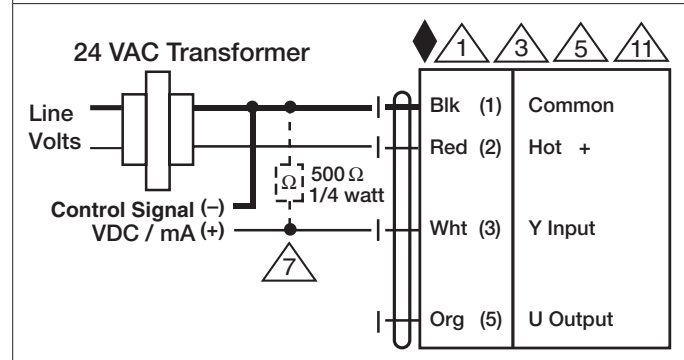 24 VAC Transformer
1 3 5 11
Line
Volts
Blk (1) Common
Red (2) Hot +
Ω 500 Ω
1/4 watt
Control Signal (–)
VDC / mA (+)
Wht (3) Y Input
7
Org (5) U Output